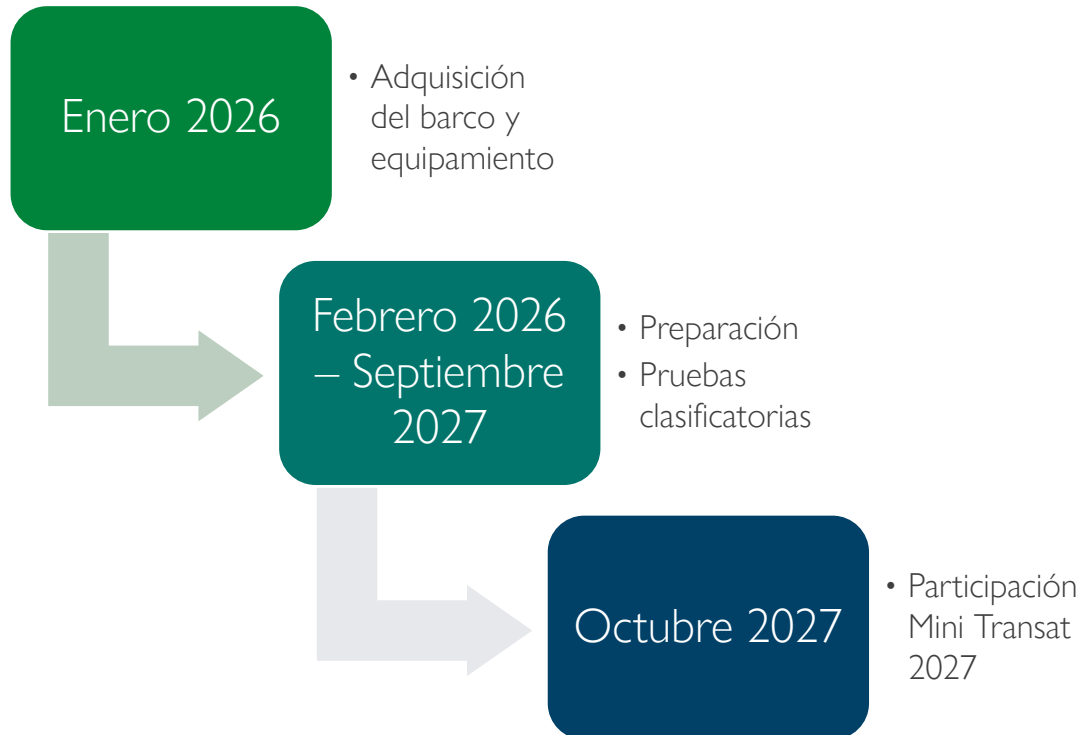 Enero 2026
• Adquisición
del barco y
equipamiento
Febrero 2026
– Septiembre
2027
• Preparación
• Pruebas
clasificatorias
Octubre 2027
• Participación
Mini Transat
2027